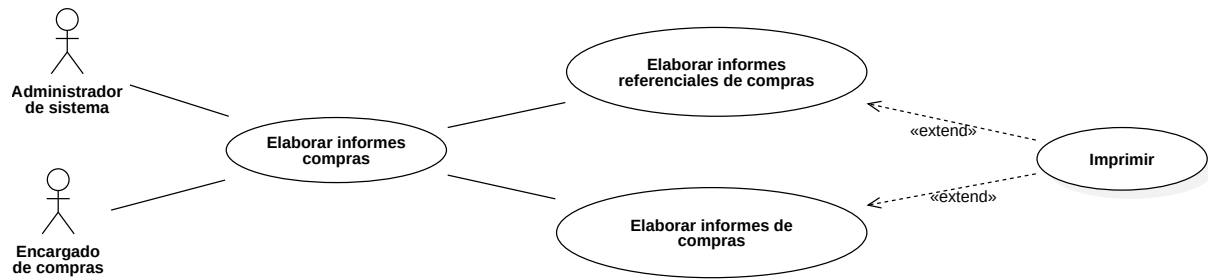 Administrador
de sistema
Encargado
de compras
Elaborar informes
compras
Elaborar informes
referenciales de compras
Elaborar informes de
compras
«extend»
«extend»
Imprimir